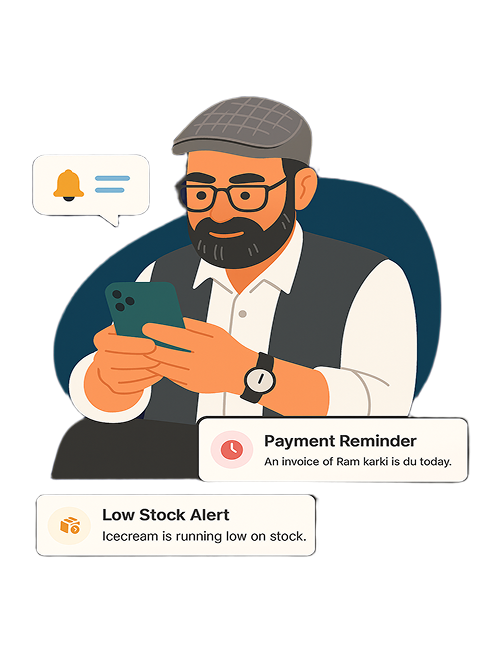 Payment Reminder
An invoice of Ram karki is du today.
Low Stock Alert
Icecream is running low on stock.